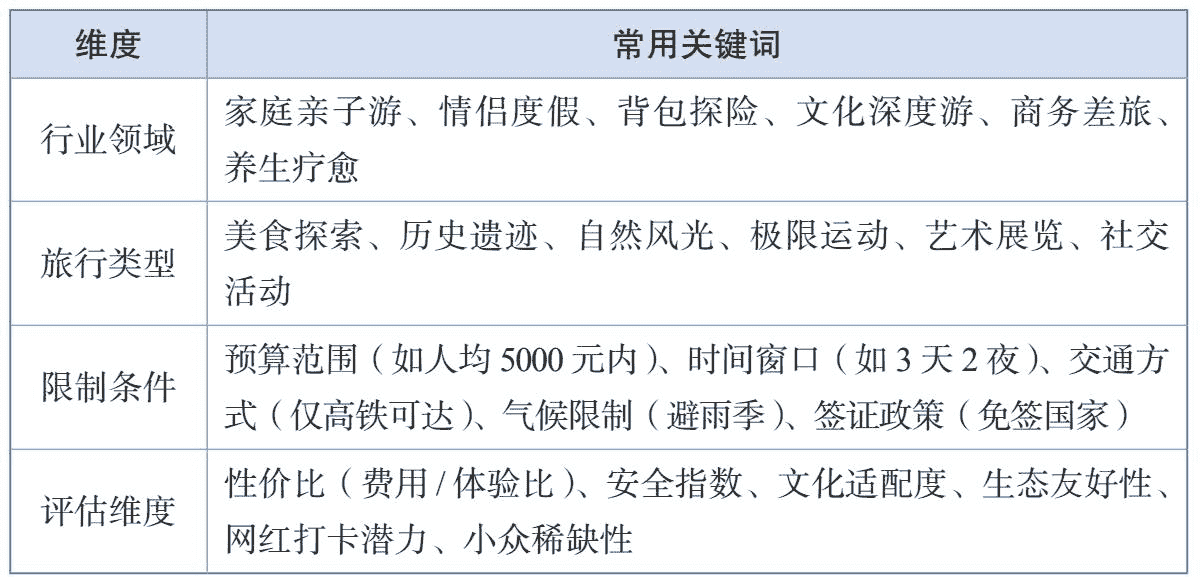 维度 常用关键词
行业领域
家庭亲子游、情侣度假、背包探险、文化深度游、商务差旅、
养生疗愈
旅行类型
美食探索、历史遗迹、自然风光、极限运动、艺术展览、社交
活动
限制条件
预算范围（如人均 5000 元内）、时间窗口（如 3 天 2 夜）、交通方
式（仅高铁可达）、气候限制（避雨季）、签证政策（免签国家）
评估维度
性价比（费用 / 体验比）、安全指数、文化适配度、生态友好性、
网红打卡潜力、小众稀缺性